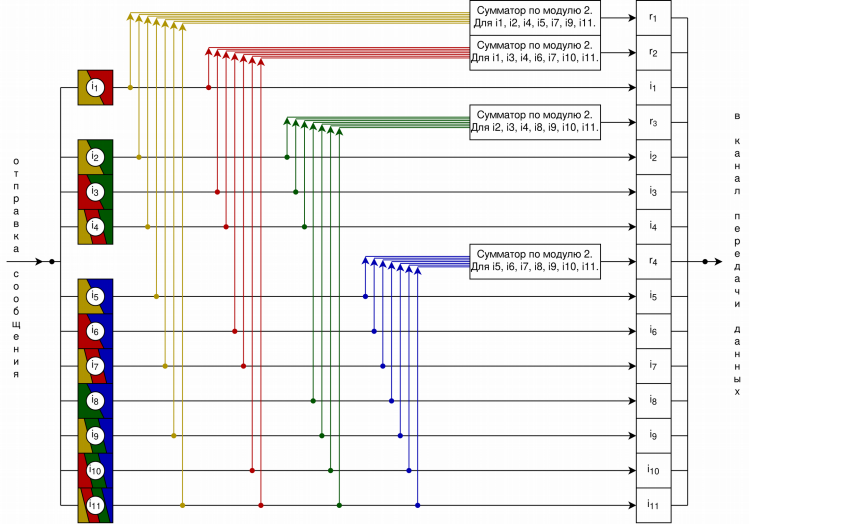 Сумматор по модулю 2.
Для i1, i2, i4, i5, i7, i9, i11.
r1
Сумматор по модулю 2.
Для i1, i3, i4, i6, i7, i10, i11.
r2
i1
i1
Сумматор по модулю 2.
Для i2, i3, i4, i8, i9, i10, i11.
r3
i2
i2
i3
i3
i4
i4
Сумматор по модулю 2.
Для i5, i6, i7, i8, i9, i10, i11.
r4
i5
i5
i6
i6
i7
i7
i8
i8
i9
i9
i10
i10
i11
i11
отправка сообщения
в канал передачи данных